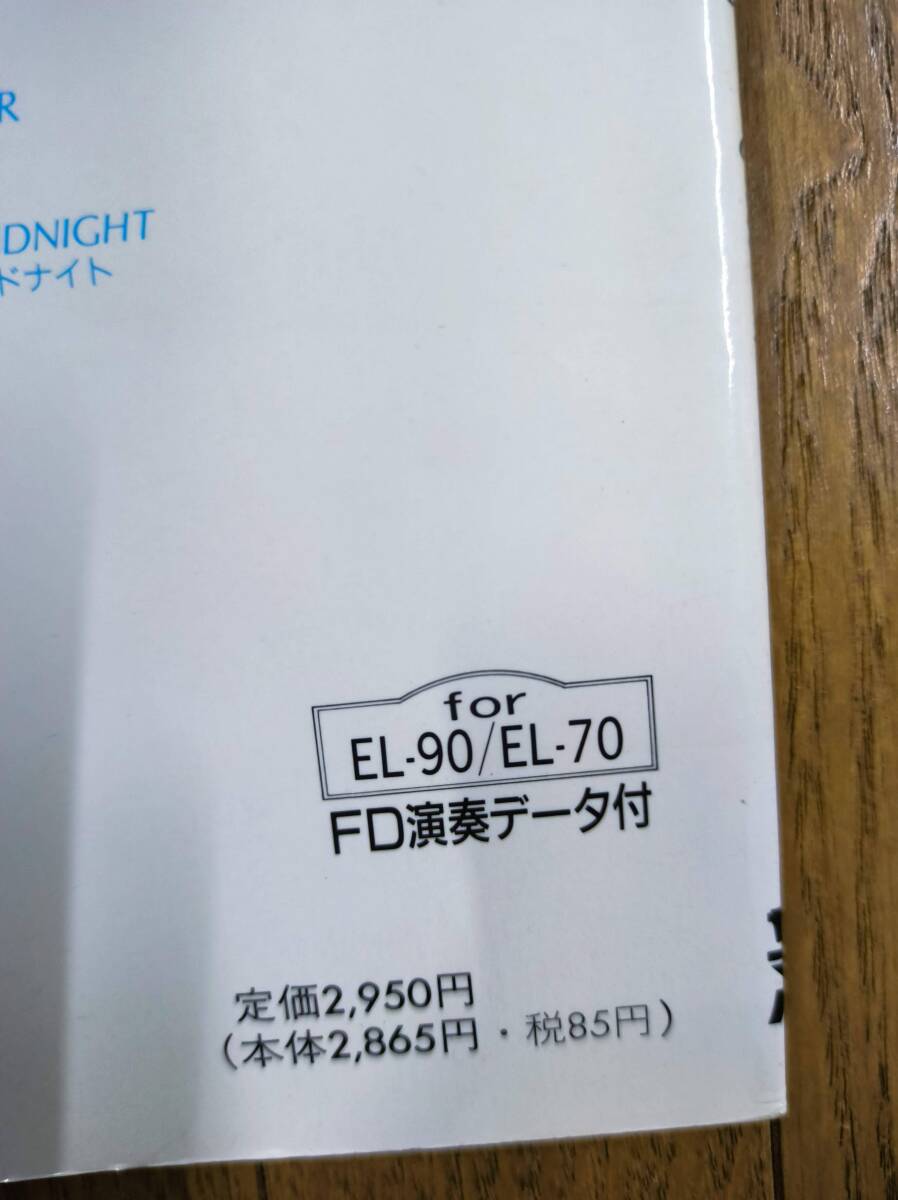 R
DNIGHT
ドナイト
for
EL-90/EL-70
FD演奏データ付
定価2,950円
(本体2,865円・税85円)